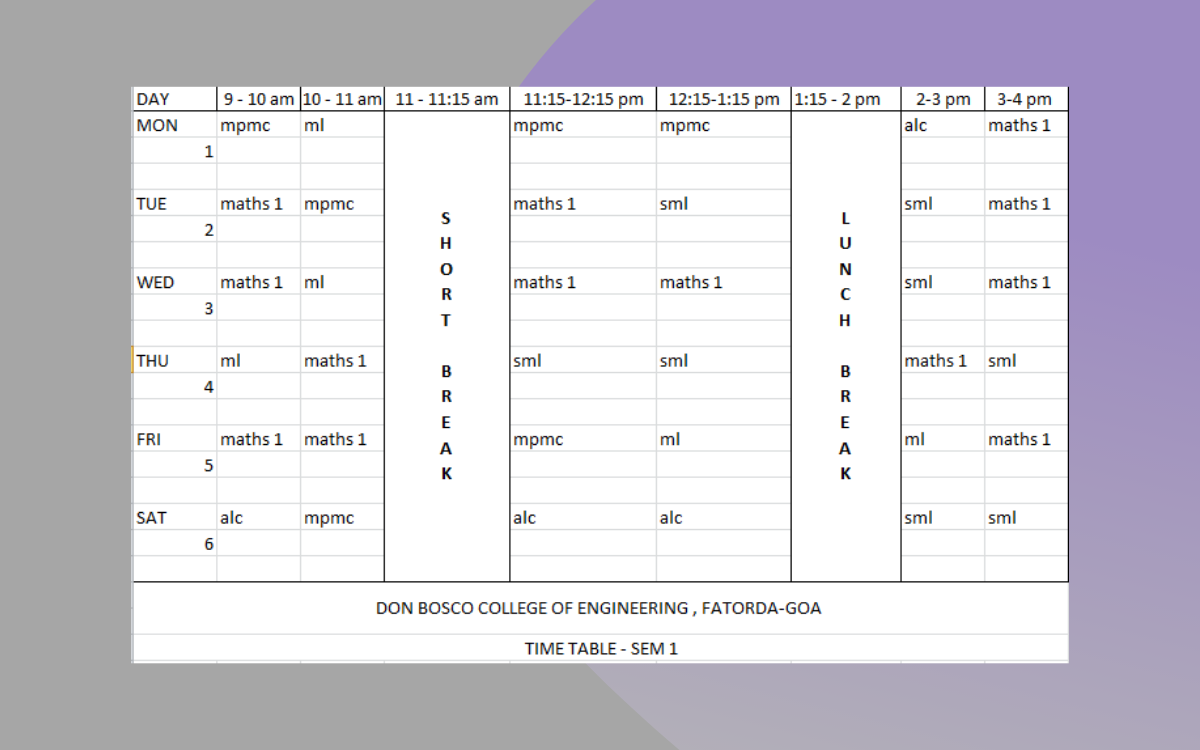 DAY 9 - 10 am 10 - 11 am 11 - 11:15 am 11:15-12:15 pm 12:15-1:15 pm 1:15 - 2 pm 2-3 pm 3-4 pm
MON mpmc ml mpmc mpmc alc maths 1
1
TUE maths 1 mpmc maths 1 sml sml maths 1
2
WED maths 1 ml maths 1 maths 1 sml maths 1
3
THU ml maths 1 sml sml maths 1 sml
4
FRI maths 1 maths 1 mpmc ml ml maths 1
5
SAT alc mpmc alc alc sml sml
6
S
H
O
R
T
B
R
E
A
K
L
U
N
C
H
B
R
E
A
K
DON BOSCO COLLEGE OF ENGINEERING , FATORDA-GOA
TIME TABLE - SEM 1